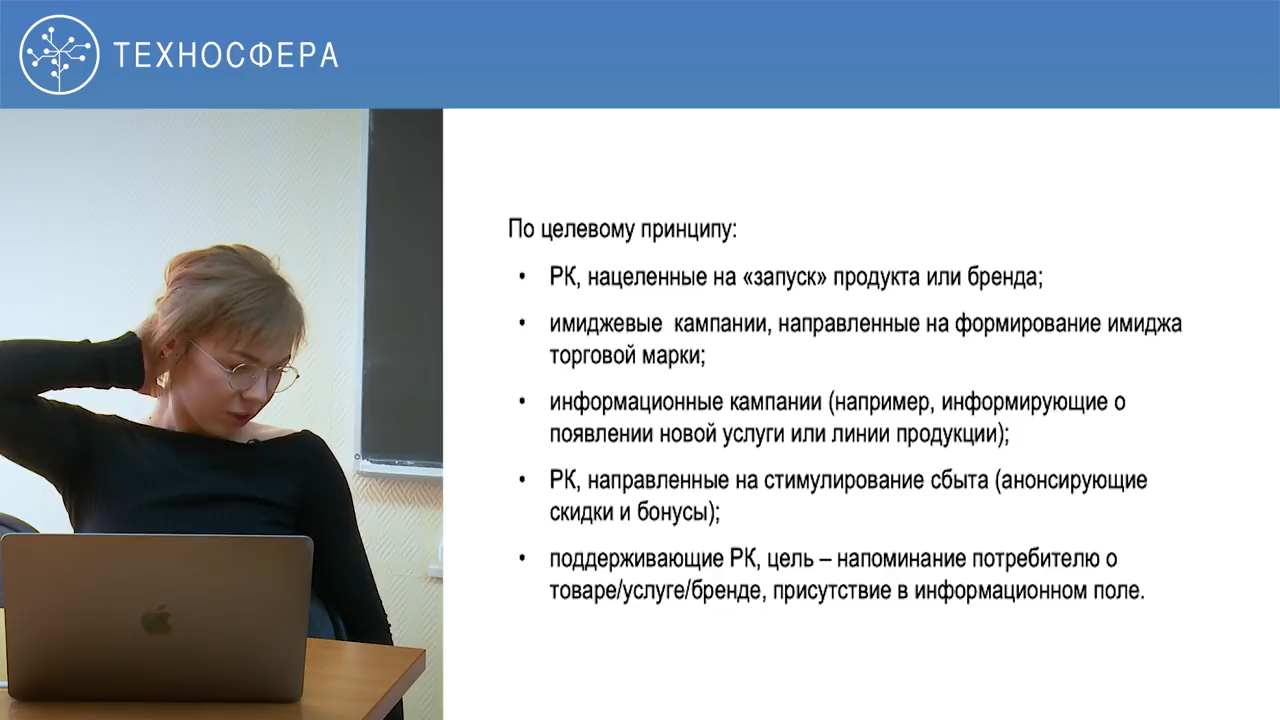 ТЕХНОСФЕРА
По целевому принципу:
• РК, нацеленные на «запуск» продукта или бренда;
• имиджевые  кампании, направленные на формирование имиджа
торговой марки;
• информационные кампании (например, информирующие о
появлении новой услуги или линии продукции);
• РК, направленные на стимулирование сбыта (анонсирующие
скидки и бонусы);
• поддерживающие РК, цель – напоминание потребителю о
товаре/услуге/бренде, присутствие в информационном поле.